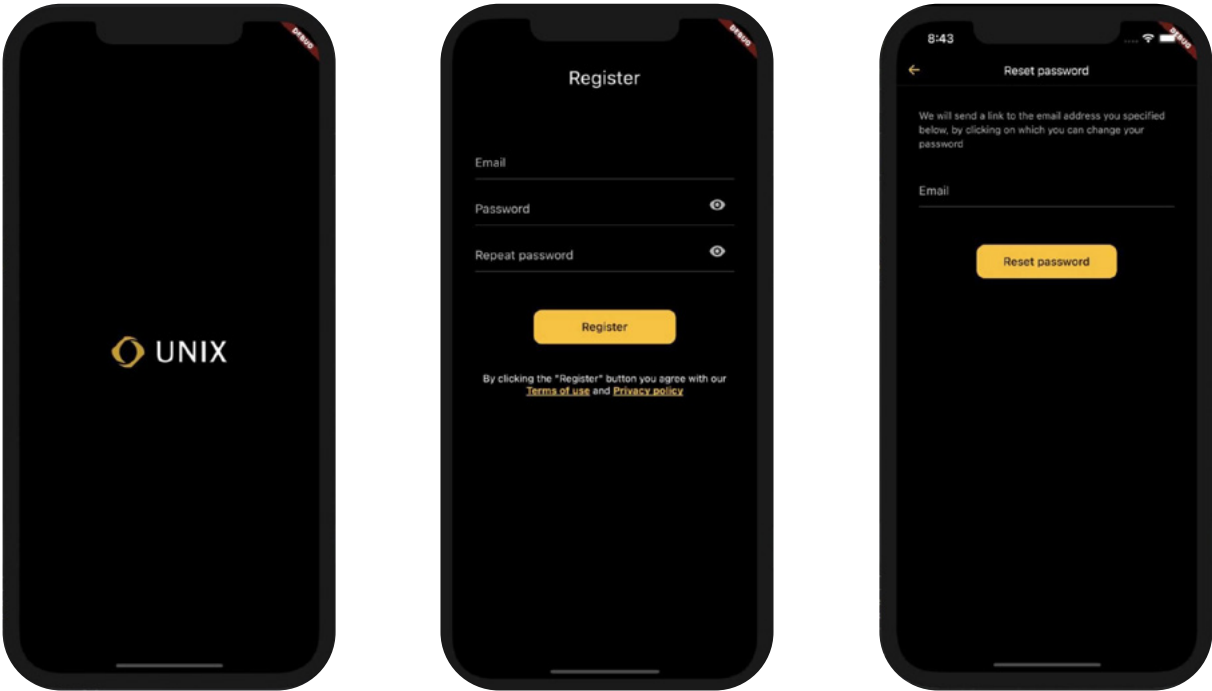 DEBUG
UNIX
DEBUG
Register
Email
Password
Repeat password
Register
By clicking the "Register" button you agree with our
Terms of use and Privacy policy
8:43
DEBUG
Reset password
We will send a link to the email address you specified
below, by clicking on which you can change your
password
Email
Reset password